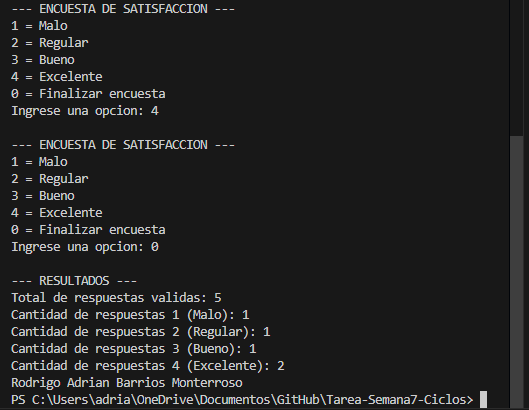 --- ENCUESTA DE SATISFACCION ---
1 = Malo
2 = Regular
3 = Bueno
4 = Excelente
0 = Finalizar encuesta
Ingrese una opcion: 4

--- ENCUESTA DE SATISFACCION ---
1 = Malo
2 = Regular
3 = Bueno
4 = Excelente
0 = Finalizar encuesta
Ingrese una opcion: 0

--- RESULTADOS ---
Total de respuestas validas: 5
Cantidad de respuestas 1 (Malo): 1
Cantidad de respuestas 2 (Regular): 1
Cantidad de respuestas 3 (Bueno): 1
Cantidad de respuestas 4 (Excelente): 2
Rodrigo Adrian Barrios Monterroso
PS C:\Users\adria\OneDrive\Documentos\GitHub\Tarea-Semana7-Ciclos>